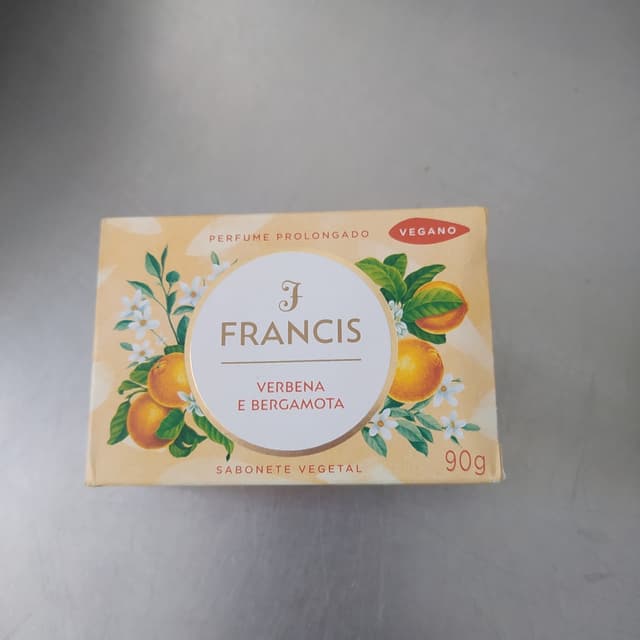 PERFUME PROLONGADO
VEGANO
F
FRANCIS
VERBENA
E BERGAMOTA
SABONETE VEGETAL
90g